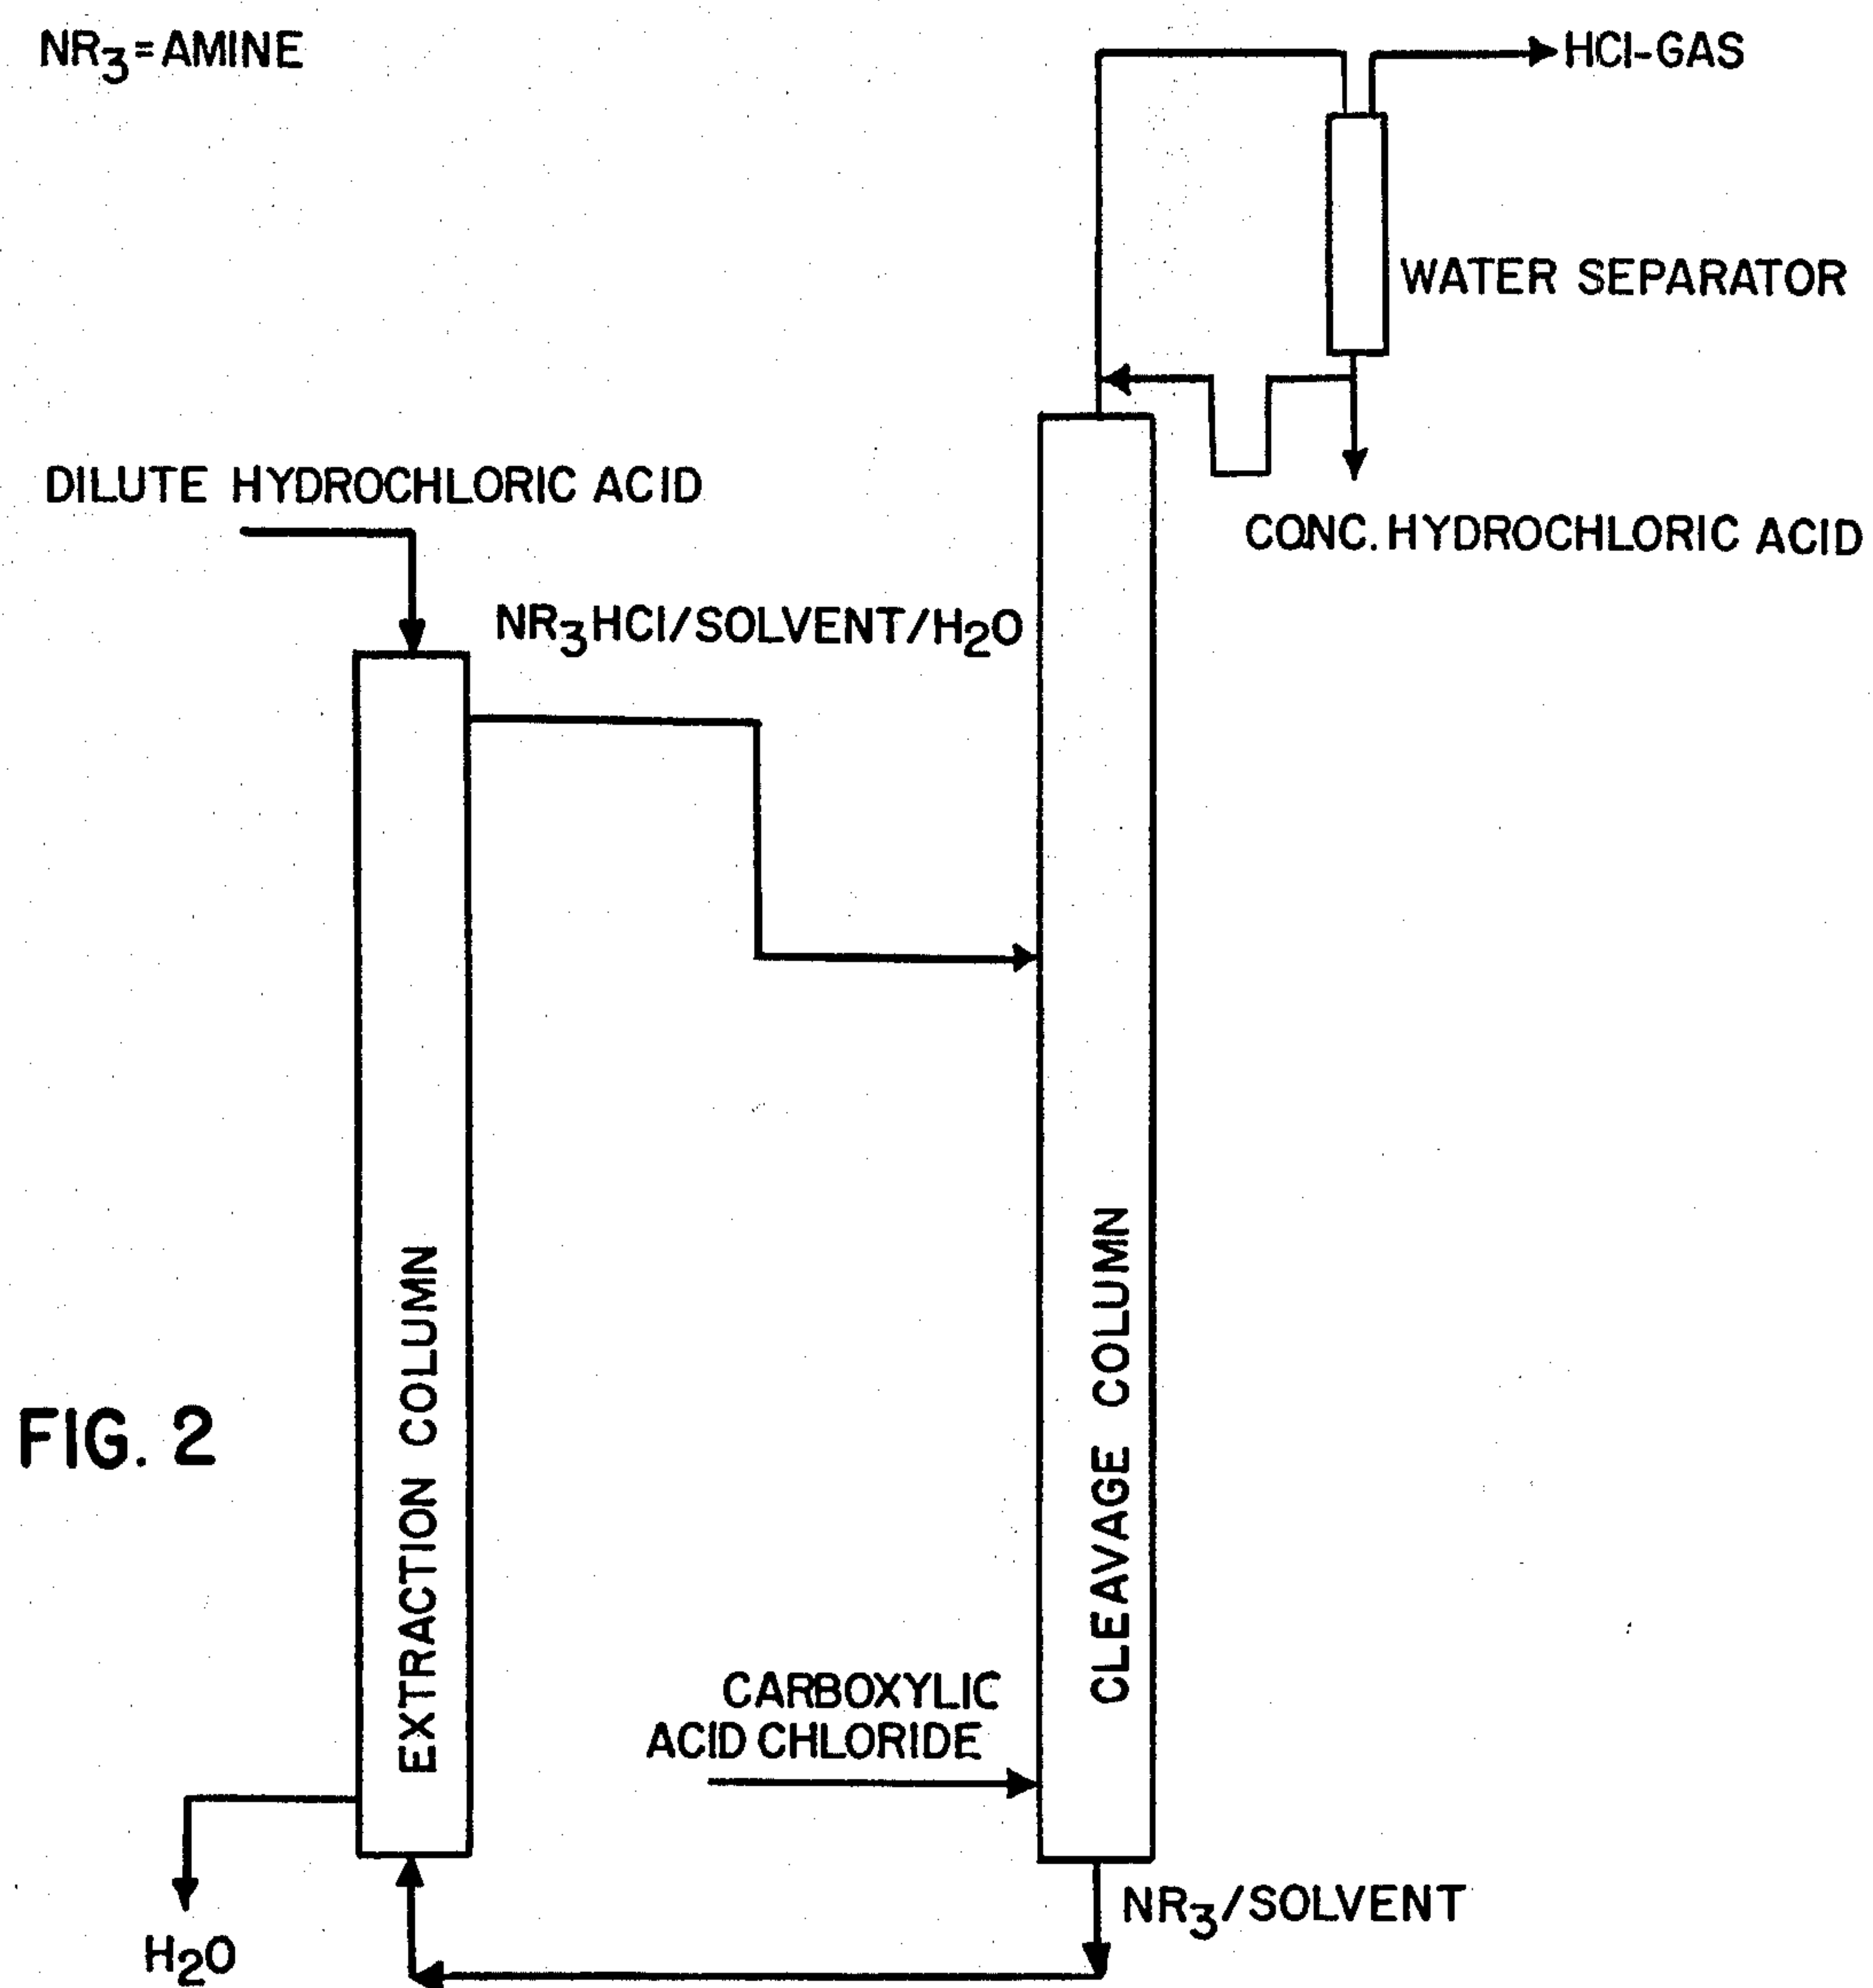 NR3=AMINE
HCl-GAS
WATER SEPARATOR
DILUTE HYDROCHLORIC ACID
CONC. HYDROCHLORIC ACID
NR3HCl/SOLVENT/H2O
EXTRACTION COLUMN
CLEAVAGE COLUMN
FIG. 2
CARBOXYLIC
ACID CHLORIDE
NR3/SOLVENT
H2O